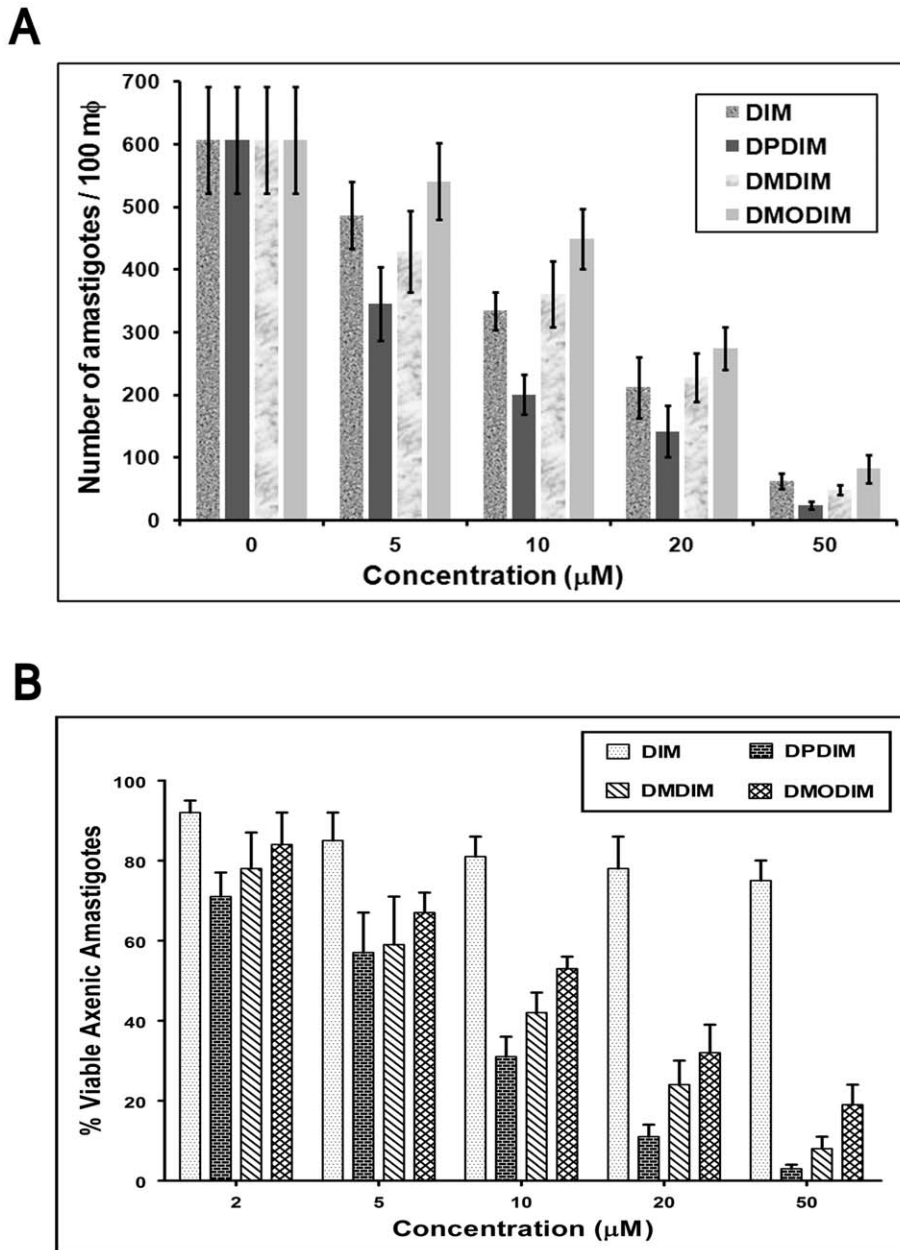 A
Number of amastigotes / 100 mϕ
700
600
500
400
300
200
100
0
DIM
DPDIM
DMDIM
DMODIM
0 5 10 20 50
Concentration (μM)
B
% Viable Axenic Amastigotes
100
80
60
40
20
0
DIM DPDIM
DMDIM DMODIM
2 5 10 20 50
Concentration (μM)